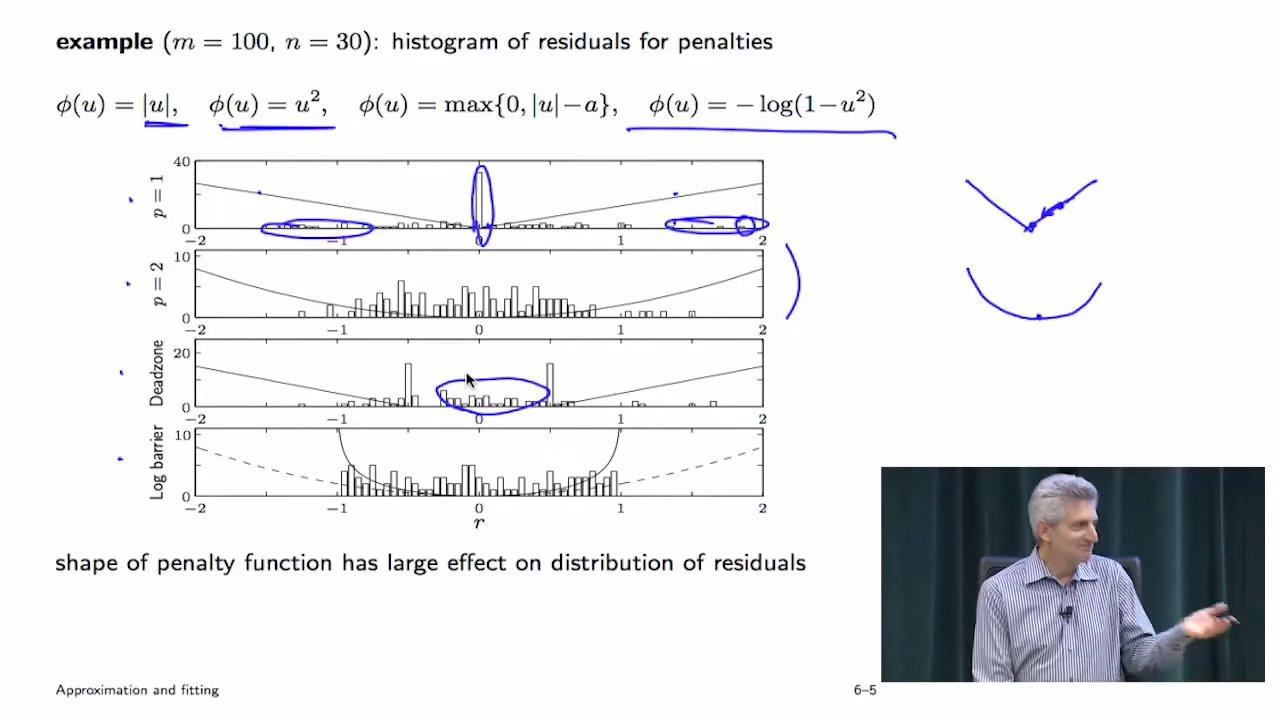 example (m = 100, n = 30): histogram of residuals for penalties
ϕ(u) = |u|, ϕ(u) = u², ϕ(u) = max{0, |u|−a}, ϕ(u) = − log(1−u²)
p = 1
40
0
−2 −1 0 1 2
p = 2
10
0
−2 −1 0 1 2
Deadzone
20
0
−2 −1 0 1 2
Log barrier
10
0
−2 −1 0 1 2
r
shape of penalty function has large effect on distribution of residuals
Approximation and fitting 6–5